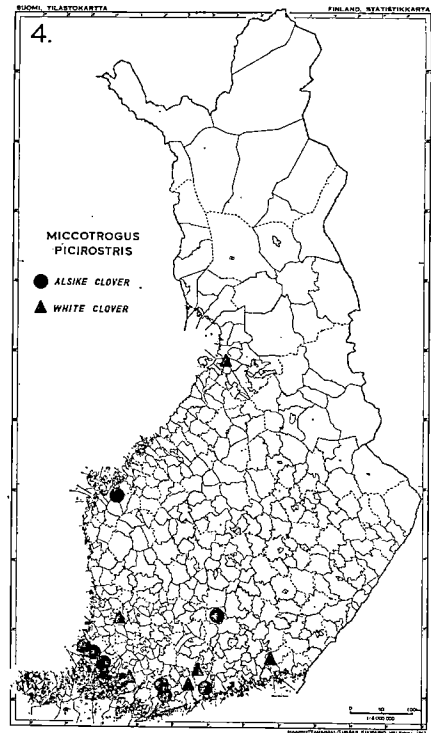 SUOMI, TILASTOKARTTA
FINLAND, STATISTIKKARTA
4.
MICCOTROGUS
PICIROSTRIS
ALSIKE CLOVER
WHITE CLOVER
0 50 100
1:4 000 000